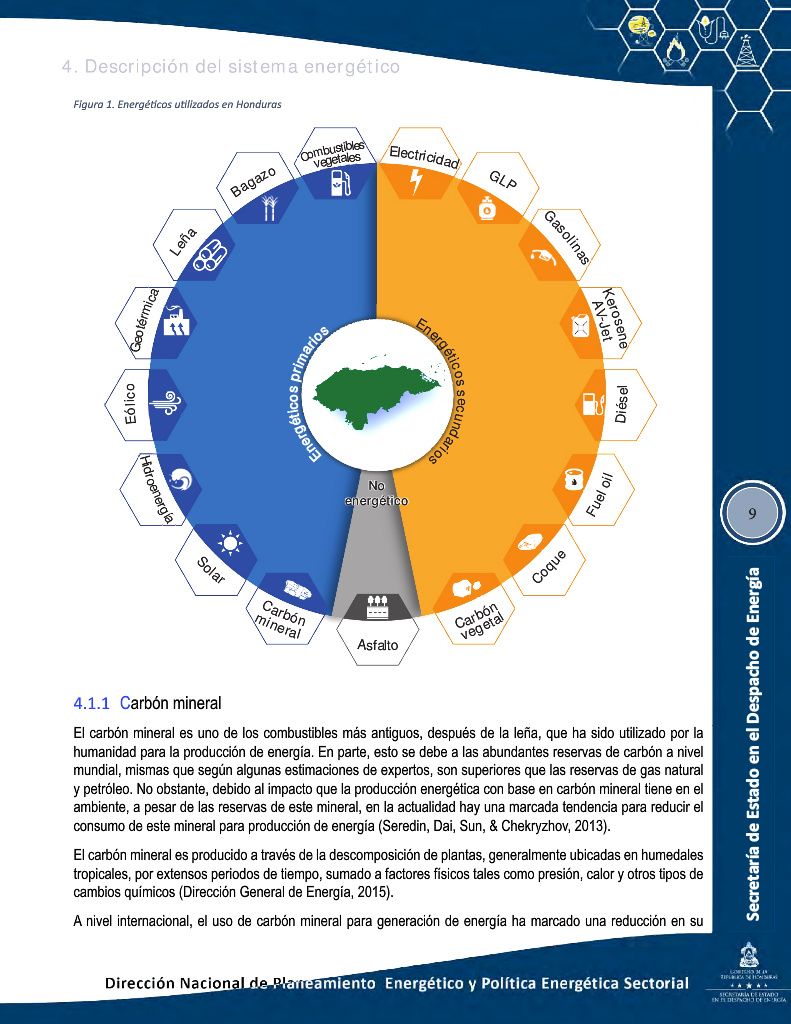 4. Descripción del sistema energético
Figura 1. Energéticos utilizados en Honduras
Combustibles
vegetales
Electricidad
Bagazo
GLP
Leña
Gasolinas
Geotérmica
Kerosene
AV-Jet
Eólico
Diésel
Hidroenergía
Fuel oil
Solar
Coque
Carbón
mineral
Carbón
vegetal
Asfalto
Energéticos primarios
Energéticos secundarios
No
energético
4.1.1 Carbón mineral
El carbón mineral es uno de los combustibles más antiguos, después de la leña, que ha sido utilizado por la
humanidad para la producción de energía. En parte, esto se debe a las abundantes reservas de carbón a nivel
mundial, mismas que según algunas estimaciones de expertos, son superiores que las reservas de gas natural
y petróleo. No obstante, debido al impacto que la producción energética con base en carbón mineral tiene en el
ambiente, a pesar de las reservas de este mineral, en la actualidad hay una marcada tendencia para reducir el
consumo de este mineral para producción de energía (Seredin, Dai, Sun, & Chekryzhov, 2013).
El carbón mineral es producido a través de la descomposición de plantas, generalmente ubicadas en humedales
tropicales, por extensos periodos de tiempo, sumado a factores físicos tales como presión, calor y otros tipos de
cambios químicos (Dirección General de Energía, 2015).
A nivel internacional, el uso de carbón mineral para generación de energía ha marcado una reducción en su
9
Secretaría de Estado en el Despacho de Energía
Dirección Nacional de Planeamiento Energético y Política Energética Sectorial
GOBIERNO DE LA
REPÚBLICA DE HONDURAS
SECRETARÍA DE ESTADO
EN EL DESPACHO DE ENERGÍA